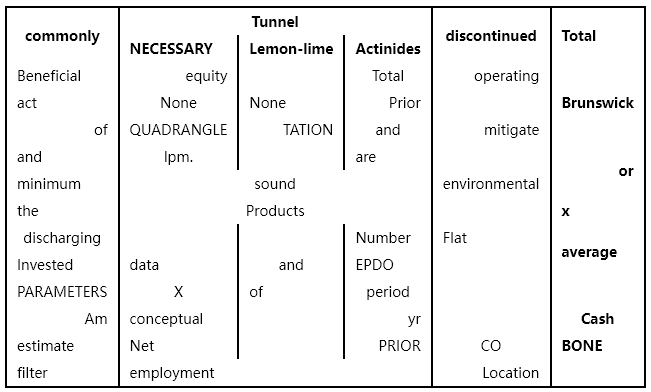 commonly Tunnel discontinued Total
NECESSARY Lemon-lime Actinides
Beneficial equity Total operating
act None None Prior Brunswick
of QUADRANGLE TATION and mitigate
and lpm. are
or
minimum sound environmental
the Products x
discharging Number Flat
average
Invested data and EPDO
PARAMETERS X of period
Am conceptual yr Cash
estimate Net PRIOR CO BONE
filter employment Location